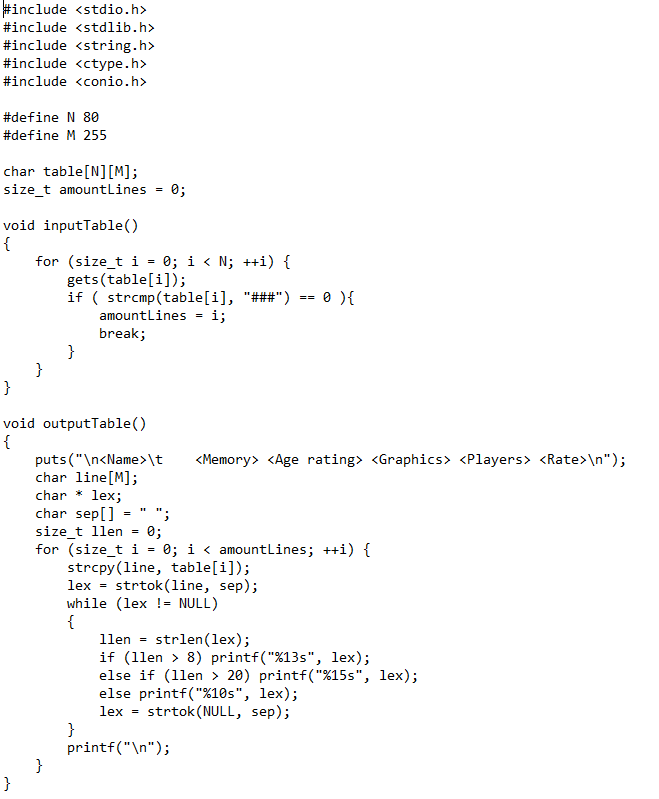 #include <stdio.h>
#include <stdlib.h>
#include <string.h>
#include <ctype.h>
#include <conio.h>

#define N 80
#define M 255

char table[N][M];
size_t amountLines = 0;

void inputTable()
{
    for (size_t i = 0; i < N; ++i) {
        gets(table[i]);
        if ( strcmp(table[i], "###") == 0 ){
            amountLines = i;
            break;
        }
    }
}

void outputTable()
{
    puts("\n<Name>\t    <Memory> <Age rating> <Graphics> <Players> <Rate>\n");
    char line[M];
    char * lex;
    char sep[] = " ";
    size_t llen = 0;
    for (size_t i = 0; i < amountLines; ++i) {
        strcpy(line, table[i]);
        lex = strtok(line, sep);
        while (lex != NULL)
        {
            llen = strlen(lex);
            if (llen > 8) printf("%13s", lex);
            else if (llen > 20) printf("%15s", lex);
            else printf("%10s", lex);
            lex = strtok(NULL, sep);
        }
        printf("\n");
    }
}